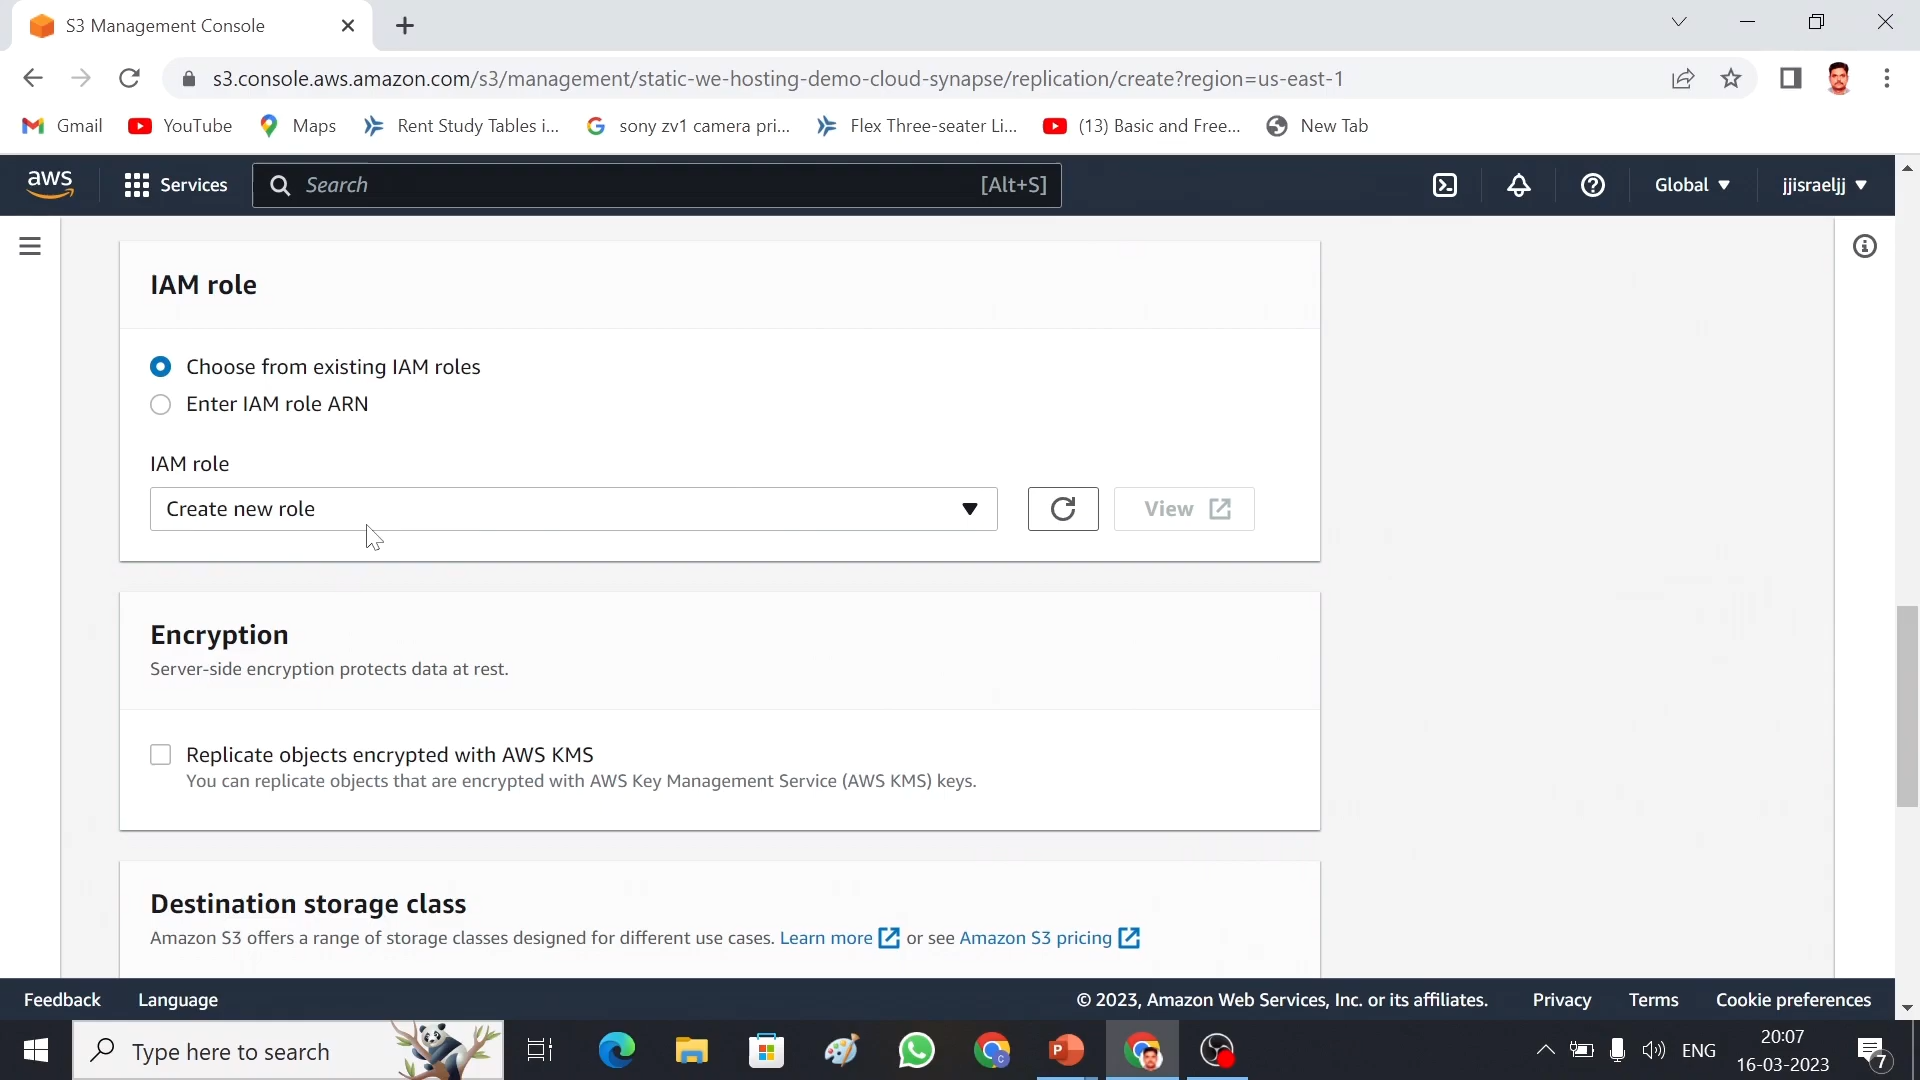 S3 Management Console
s3.console.aws.amazon.com/s3/management/static-we-hosting-demo-cloud-synapse/replication/create?region=us-east-1
Gmail YouTube Maps Rent Study Tables i... sony zv1 camera pri... Flex Three-seater Li... (13) Basic and Free... New Tab
aws Services Search [Alt+S] Global jjisraeljj
IAM role
Choose from existing IAM roles
Enter IAM role ARN
IAM role
Create new role View
Encryption
Server-side encryption protects data at rest.
Replicate objects encrypted with AWS KMS
You can replicate objects that are encrypted with AWS Key Management Service (AWS KMS) keys.
Destination storage class
Amazon S3 offers a range of storage classes designed for different use cases. Learn more or see Amazon S3 pricing
Feedback Language © 2023, Amazon Web Services, Inc. or its affiliates. Privacy Terms Cookie preferences
Type here to search ENG 20:07
16-03-2023 7